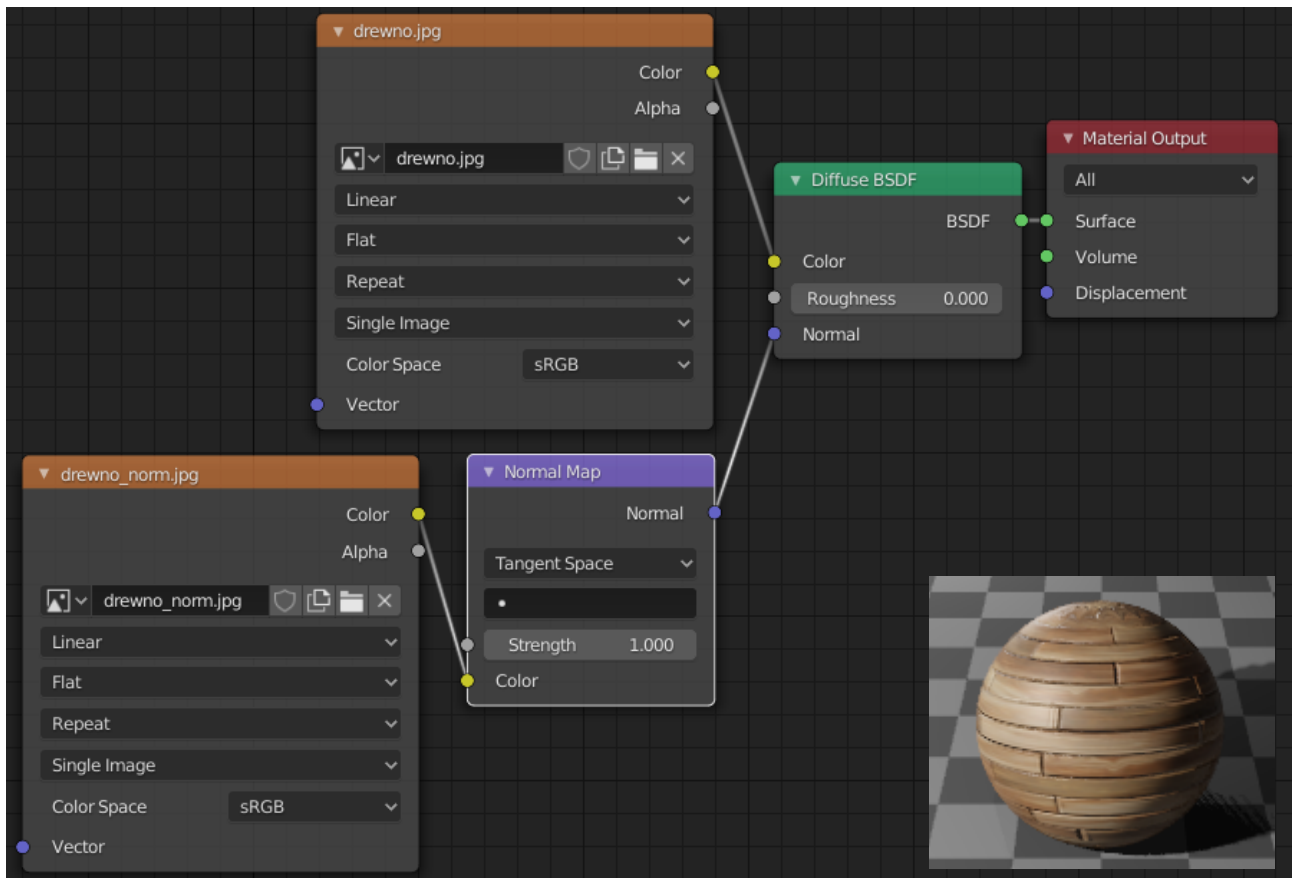 drewno.jpg
Color
Alpha
drewno.jpg
Linear
Flat
Repeat
Single Image
Color Space sRGB
Vector
Diffuse BSDF
BSDF
Color
Roughness 0.000
Normal
Material Output
All
Surface
Volume
Displacement
drewno_norm.jpg
Color
Alpha
drewno_norm.jpg
Linear
Flat
Repeat
Single Image
Color Space sRGB
Vector
Normal Map
Normal
Tangent Space
Strength 1.000
Color